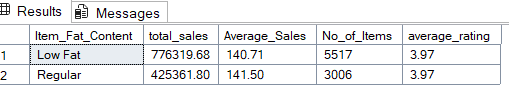 Results Messages
Item_Fat_Content total_sales Average_Sales No_of_Items average_rating
1 Low Fat 776319.68 140.71 5517 3.97
2 Regular 425361.80 141.50 3006 3.97